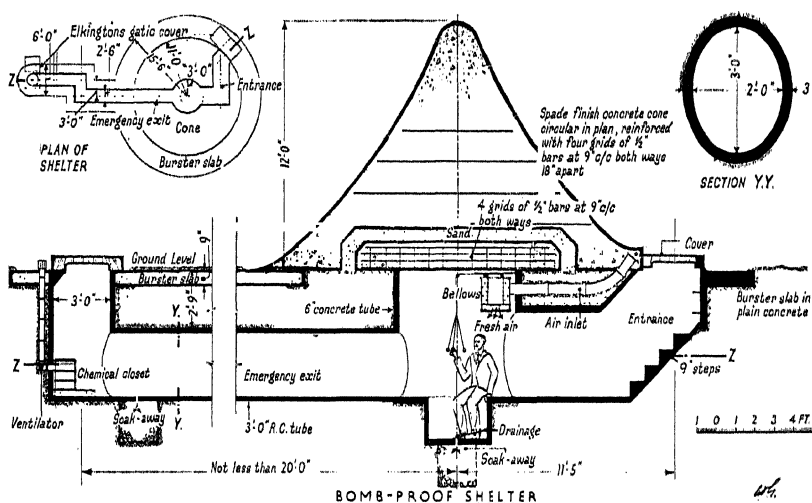 Elkingtons gatic cover
6'-0"
2'-6"
11'-0"
5'-6"
3'-0"
Z
Z
Entrance
3'-0"
Emergency exit
Cone
Burster slab
PLAN OF
SHELTER
12'-0"
Spade finish concrete cone
circular in plan, reinforced
with four grids of ½"
bars at 9" c/c both ways
18" apart
3'-0"
2'-0"
3
SECTION Y.Y.
4 grids of ½" bars at 9" c/c
both ways
Sand
9"
Cover
Ground Level
Burster slab
3'-0"
2'-9"
Y.
6" concrete tube
Bellows
Fresh air
Air inlet
Entrance
Burster slab in
plain concrete
Z
Chemical closet
Emergency exit
Z
9" steps
Ventilator
Soak-away
Y.
3'-0" R.C. tube
Drainage
Soak-away
1 0 1 2 3 4 FT.
Not less than 20'-0"
11'-5"
BOMB-PROOF SHELTER